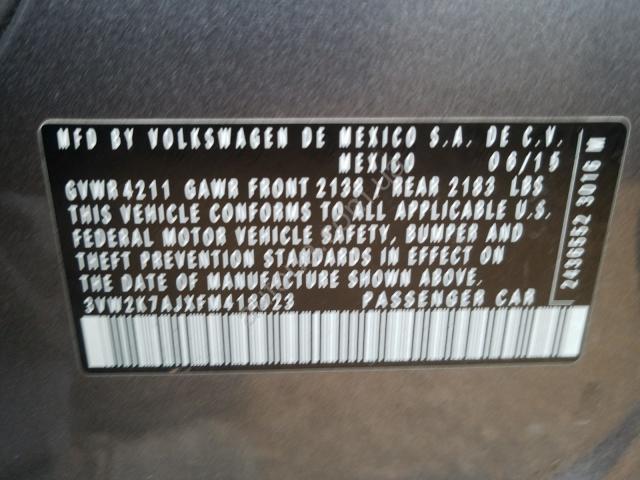 MFD BY VOLKSWAGEN DE MEXICO S.A. DE C.V.
MEXICO 06/15
GVWR 4211 GAWR FRONT 2138 REAR 2183 LBS
THIS VEHICLE CONFORMS TO ALL APPLICABLE U.S.
FEDERAL MOTOR VEHICLE SAFETY, BUMPER AND
THEFT PREVENTION STANDARDS IN EFFECT ON
THE DATE OF MANUFACTURE SHOWN ABOVE.
3VW2K7AJXFM418023 PASSENGER CAR
2436552 3016 M